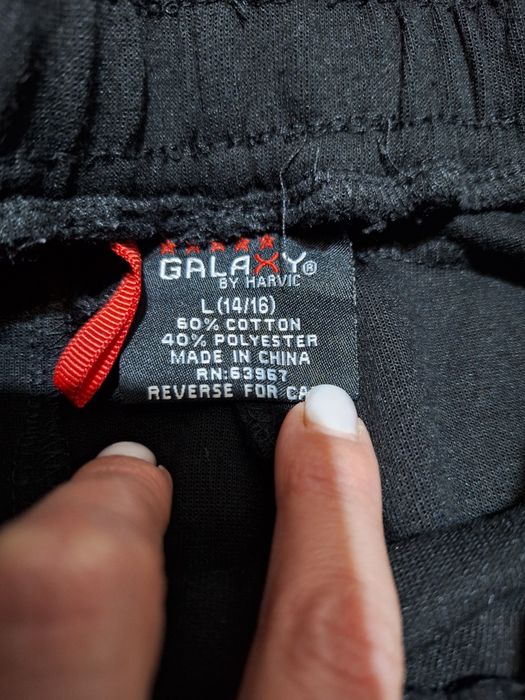 GALAXY®
BY HARVIC
L (14/16)
60% COTTON
40% POLYESTER
MADE IN CHINA
RN:63967
REVERSE FOR